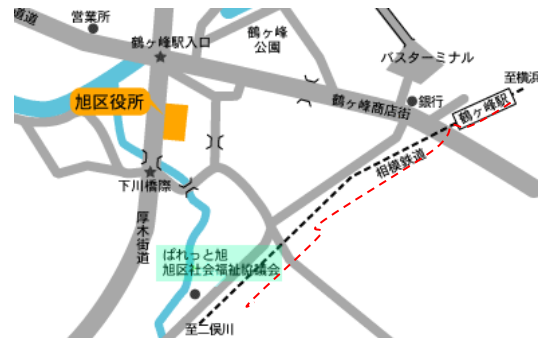 道道
営業所
鶴ヶ峰駅入口
鶴ヶ峰
公園
バスターミナル
至横浜
旭区役所
鶴ヶ峰商店街
銀行
鶴ヶ峰駅
相模鉄道
下川橋際
厚木街道
ぱれっと旭
旭区社会福祉協議会
至二俣川